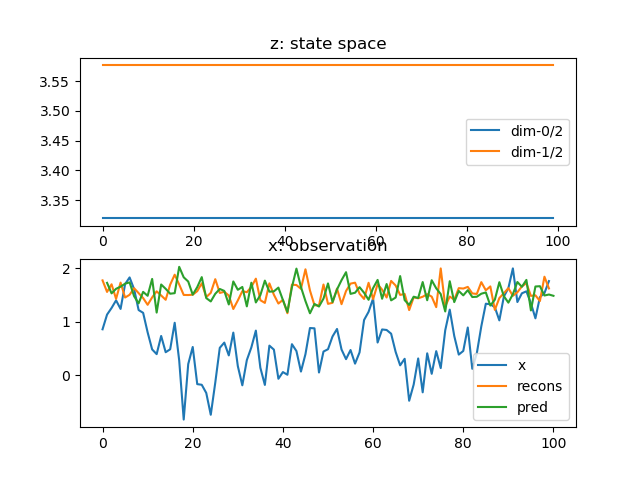 z: state space
3.55
3.50
3.45
3.40
3.35
dim-0/2
dim-1/2
0 20 40 60 80 100
x: observation
2
1
0
x
recons
pred
0 20 40 60 80 100